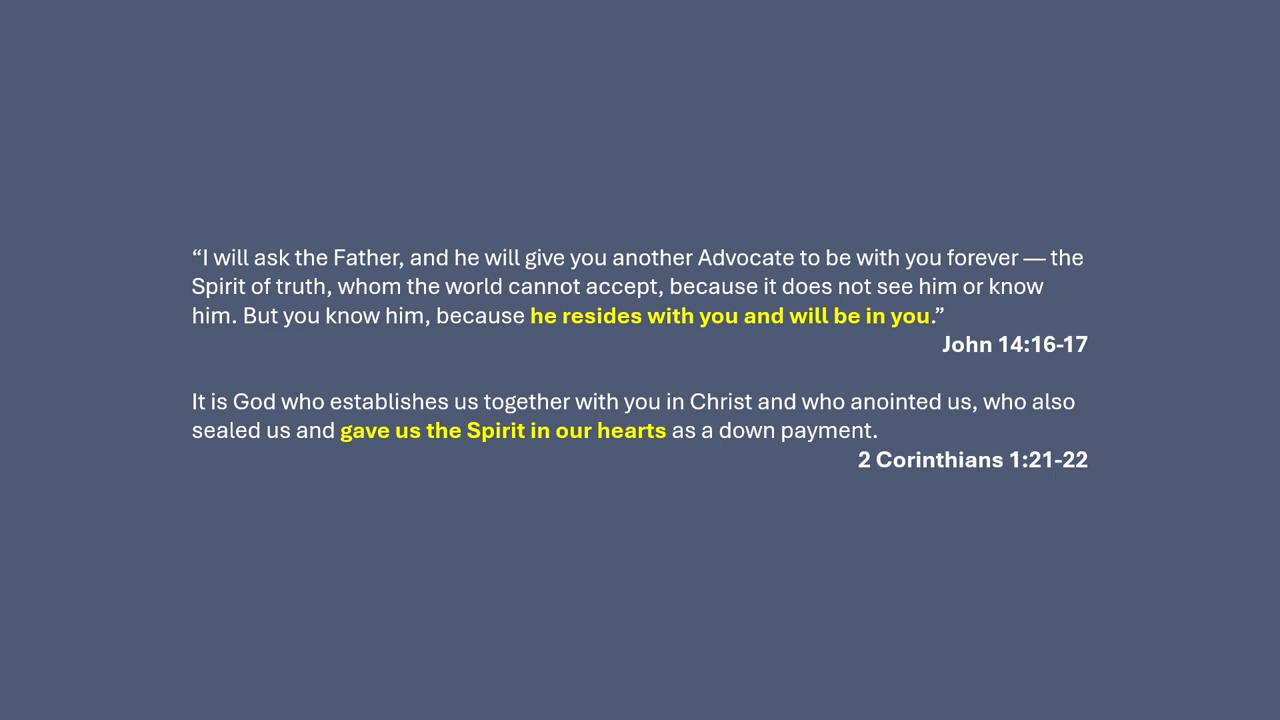 “I will ask the Father, and he will give you another Advocate to be with you forever — the
Spirit of truth, whom the world cannot accept, because it does not see him or know
him. But you know him, because he resides with you and will be in you.”
John 14:16-17
It is God who establishes us together with you in Christ and who anointed us, who also
sealed us and gave us the Spirit in our hearts as a down payment.
2 Corinthians 1:21-22